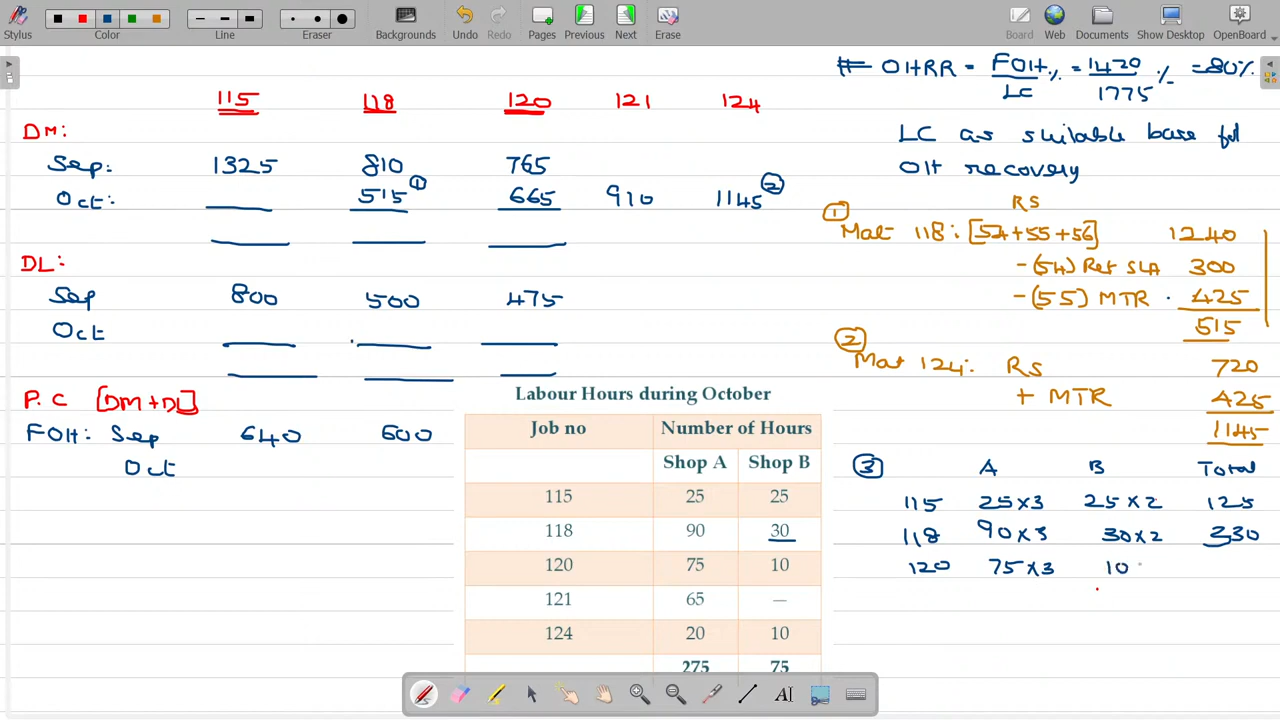 Stylus Color Line Eraser Backgrounds Undo Redo Pages Previous Next Erase Board Web Documents Show Desktop OpenBoard
OHRR = FOH/LC % = 1420/1775 % = 80%
LC as suitable base for
OH recovery
115 118 120 121 124
DM:
Sep: 1325 810 765
Oct: 515 ① 665 910 1145 ②
DL:
Sep 800 500 475
Oct
P.C [DM+DL]
FOH: Sep 640 600
Oct
Labour Hours during October
Job no Number of Hours
Shop A Shop B
115 25 25
118 90 30
120 75 10
121 65 —
124 20 10
275 75
RS
① Mat 118: [54+55+56] 1240
-(54) Ret SLA 300
-(55) MTR 425
515
② Mat 124: RS 720
+ MTR 425
1145
③ A B Total
115 25×3 25×2 125
118 90×3 30×2 330
120 75×3 10